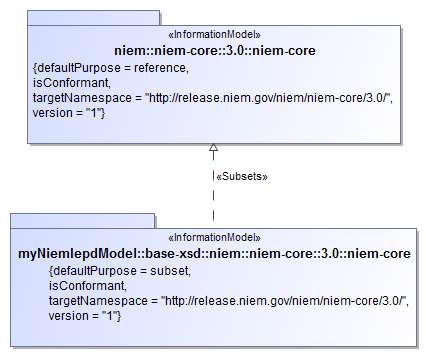 «InformationModel»
niem::niem-core::3.0::niem-core
{defaultPurpose = reference,
isConformant,
targetNamespace = "http://release.niem.gov/niem/niem-core/3.0/",
version = "1"}
«Subsets»
«InformationModel»
myNiemIepdModel::base-xsd::niem::niem-core::3.0::niem-core
{defaultPurpose = subset,
isConformant,
targetNamespace = "http://release.niem.gov/niem/niem-core/3.0/",
version = "1"}